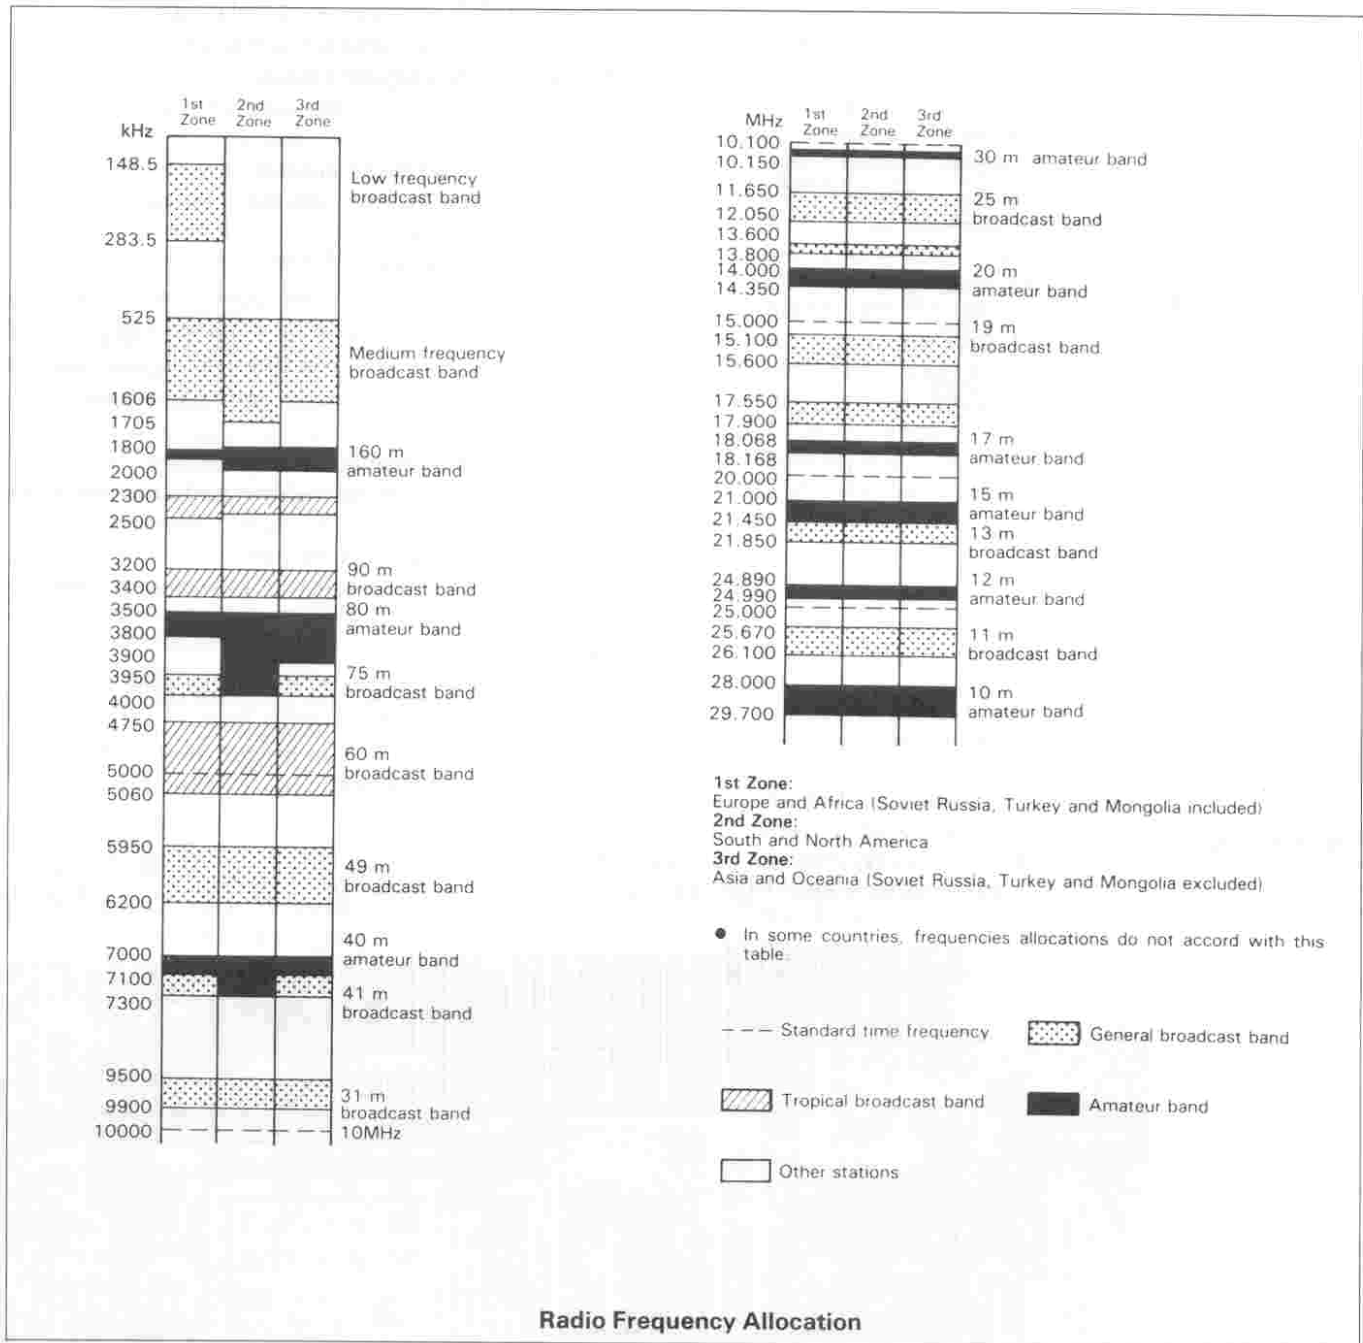 1st Zone
2nd Zone
3rd Zone
kHz
148.5
Low frequency
broadcast band
283.5
525
Medium frequency
broadcast band
1606
1705
1800
160 m
amateur band
2000
2300
2500
3200
90 m
broadcast band
3400
3500
80 m
amateur band
3800
3900
3950
75 m
broadcast band
4000
4750
60 m
broadcast band
5000
5060
5950
49 m
broadcast band
6200
40 m
amateur band
7000
7100
41 m
broadcast band
7300
9500
31 m
broadcast band
9900
10000
10MHz
MHz
1st Zone
2nd Zone
3rd Zone
10.100
10.150
30 m amateur band
11.650
25 m
broadcast band
12.050
13.600
13.800
14.000
20 m
amateur band
14.350
15.000
19 m
broadcast band
15.100
15.600
17.550
17.900
18.068
17 m
amateur band
18.168
20.000
21.000
15 m
amateur band
21.450
13 m
broadcast band
21.850
24.890
12 m
amateur band
24.990
25.000
25.670
11 m
broadcast band
26.100
28.000
10 m
amateur band
29.700
1st Zone:
Europe and Africa (Soviet Russia, Turkey and Mongolia included)
2nd Zone:
South and North America
3rd Zone:
Asia and Oceania (Soviet Russia, Turkey and Mongolia excluded)
● In some countries, frequencies allocations do not accord with this
table.
Standard time frequency
General broadcast band
Tropical broadcast band
Amateur band
Other stations
Radio Frequency Allocation